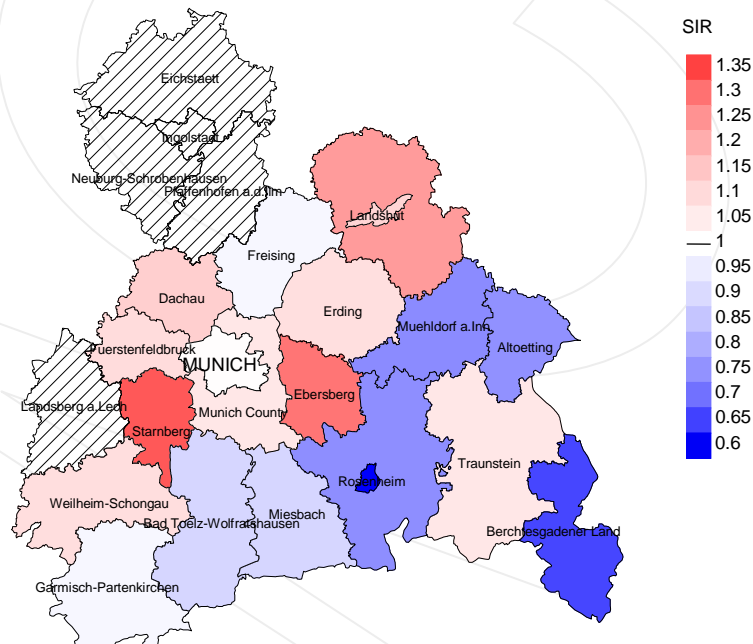 SIR
1.35
1.3
1.25
1.2
1.15
1.1
1.05
1
0.95
0.9
0.85
0.8
0.75
0.7
0.65
0.6
Eichstaett
Ingolstadt
Neuburg-Schrobenhausen
Pfaffenhofen a.d.Ilm
Landshut
Freising
Dachau
Erding
Muehldorf a.Inn
Altoetting
Fuerstenfeldbruck
MUNICH
Ebersberg
Landsberg a.Lech
Munich County
Starnberg
Traunstein
Rosenheim
Weilheim-Schongau
Miesbach
Bad Toelz-Wolfratshausen
Berchtesgadener Land
Garmisch-Partenkirchen